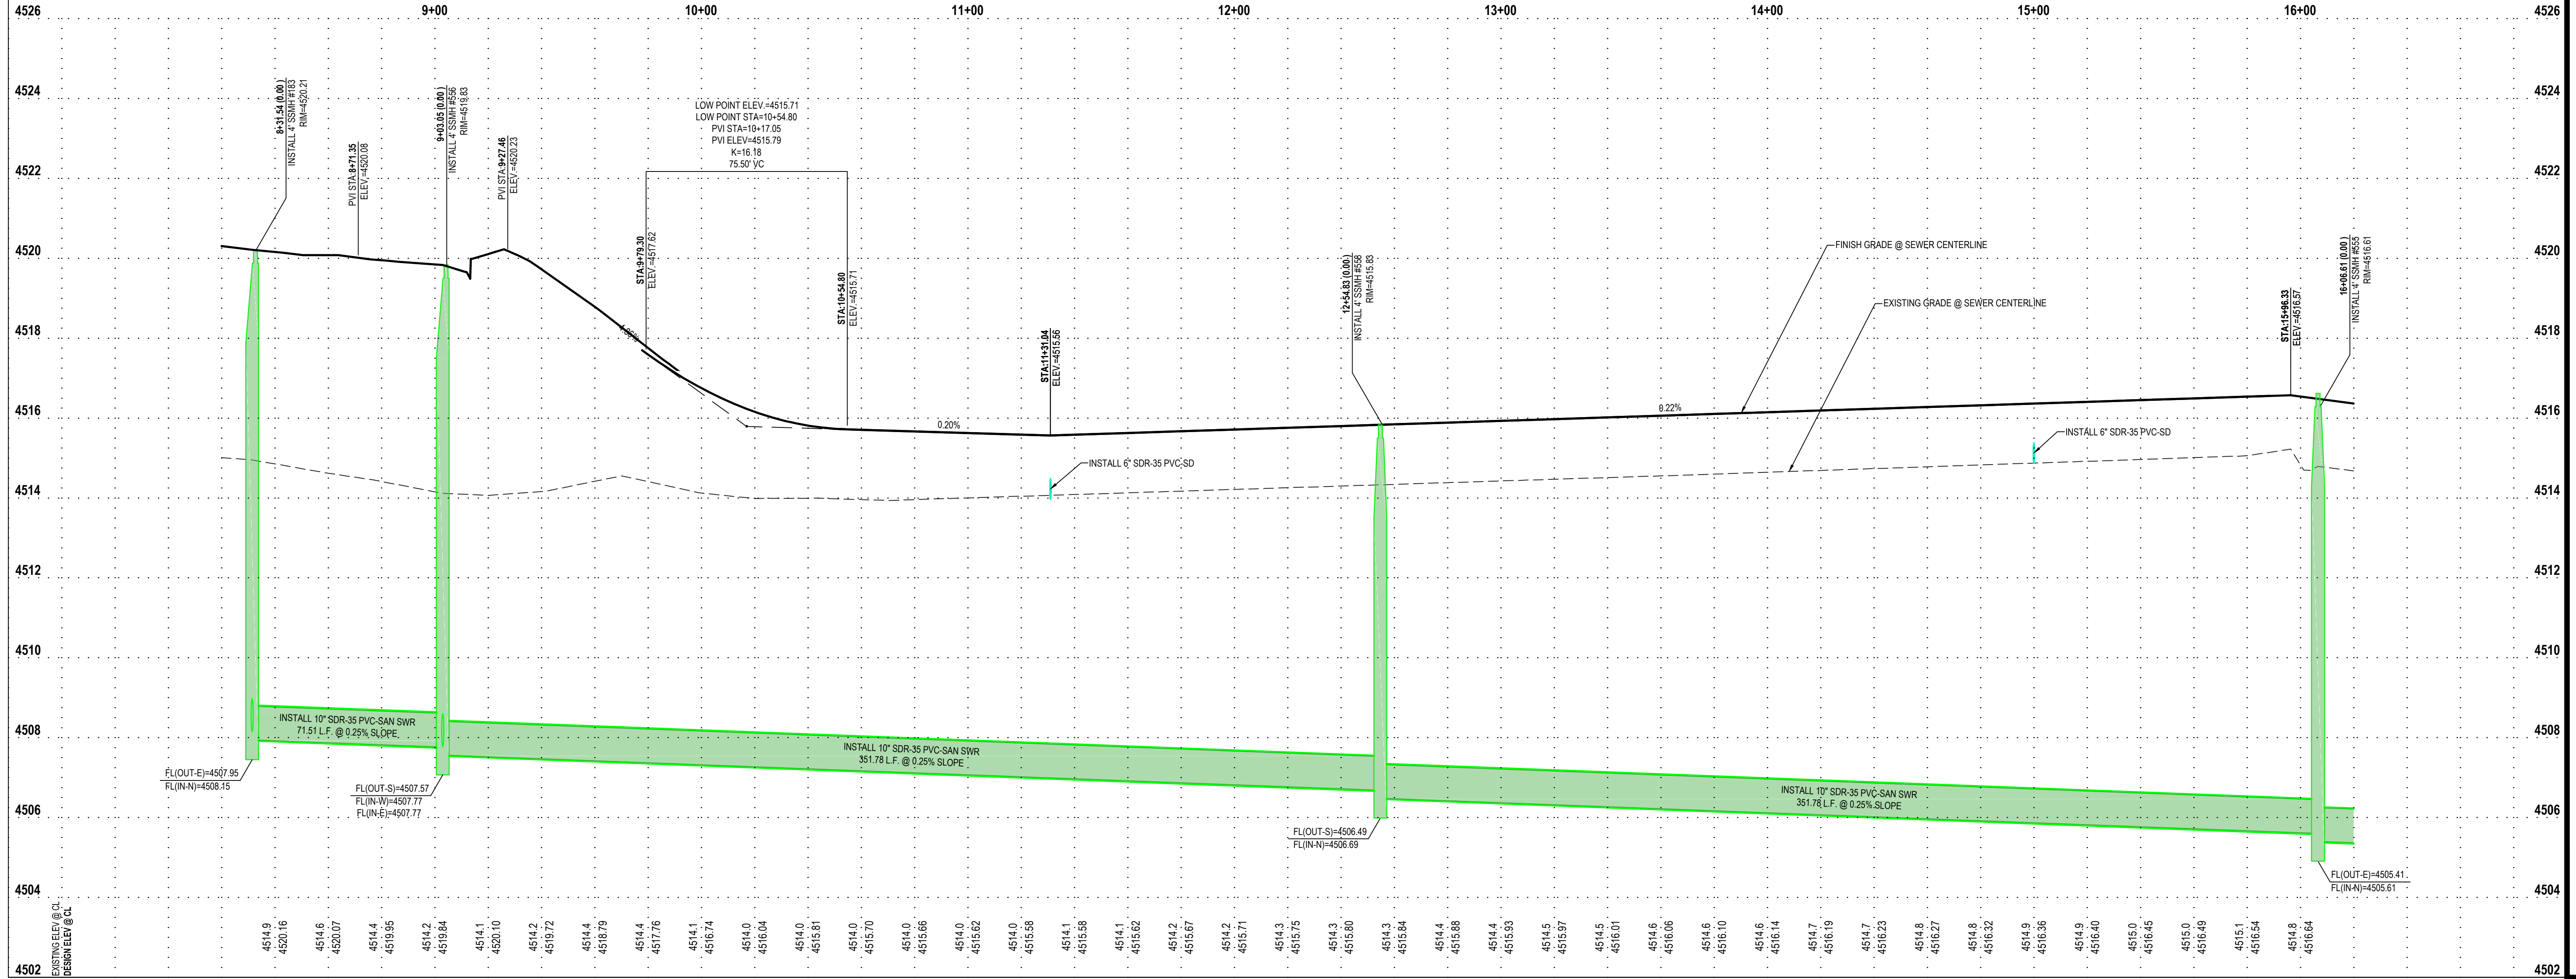 9+00 10+00 11+00 12+00 13+00 14+00 15+00 16+00
4526 4526
4524 4524
4522 4522
4520 4520
4518 4518
4516 4516
4514 4514
4512 4512
4510 4510
4508 4508
4506 4506
4504 4504
4502 4502
8+31.54 (0.00 )
INSTALL 4' SSMH #183
RIM=4520.21
PVI STA:8+71.35
ELEV.=4520.08
9+03.05 (0.00 )
INSTALL 4' SSMH #556
RIM=4519.83
PVI STA:9+27.46
ELEV.=4520.23
LOW POINT ELEV.=4515.71
LOW POINT STA=10+54.80
PVI STA=10+17.05
PVI ELEV=4515.79
K=16.18
75.50' VC
STA:9+79.30
ELEV.=4517.62
STA:10+54.80
ELEV.=4515.71
0.20%
STA:11+31.04
ELEV.=4515.56
INSTALL 6" SDR-35 PVC-SD
12+54.83 (0.00 )
INSTALL 4' SSMH #558
RIM=4515.83
0.22%
FINISH GRADE @ SEWER CENTERLINE
EXISTING GRADE @ SEWER CENTERLINE
INSTALL 6" SDR-35 PVC-SD
STA:15+96.33
ELEV.=4516.57
16+06.61 (0.00 )
INSTALL 4' SSMH #555
RIM=4516.61
INSTALL 10" SDR-35 PVC-SAN SWR
71.51 L.F. @ 0.25% SLOPE
INSTALL 10" SDR-35 PVC-SAN SWR
351.78 L.F. @ 0.25% SLOPE
INSTALL 10" SDR-35 PVC-SAN SWR
351.78 L.F. @ 0.25% SLOPE
FL(OUT-E)=4507.95
FL(IN-N)=4508.15
FL(OUT-S)=4507.57
FL(IN-W)=4507.77
FL(IN-E)=4507.77
FL(OUT-S)=4506.49
FL(IN-N)=4506.69
FL(OUT-E)=4505.41
FL(IN-N)=4505.61
EXISTING ELEV @ CL
DESIGN ELEV @ CL
4514.9
4520.16
4514.6
4520.07
4514.4
4519.95
4514.2
4519.84
4514.1
4520.10
4514.2
4519.72
4514.4
4518.79
4514.4
4517.76
4514.1
4516.74
4514.0
4516.04
4514.0
4515.81
4514.0
4515.70
4514.0
4515.66
4514.0
4515.62
4514.0
4515.58
4514.1
4515.58
4514.1
4515.62
4514.2
4515.67
4514.2
4515.71
4514.3
4515.75
4514.3
4515.80
4514.3
4515.84
4514.4
4515.88
4514.4
4515.93
4514.5
4515.97
4514.5
4516.01
4514.6
4516.06
4514.6
4516.10
4514.6
4516.14
4514.7
4516.19
4514.7
4516.23
4514.8
4516.27
4514.8
4516.32
4514.9
4516.36
4514.9
4516.40
4515.0
4516.45
4515.0
4516.49
4515.1
4516.54
4514.8
4516.64